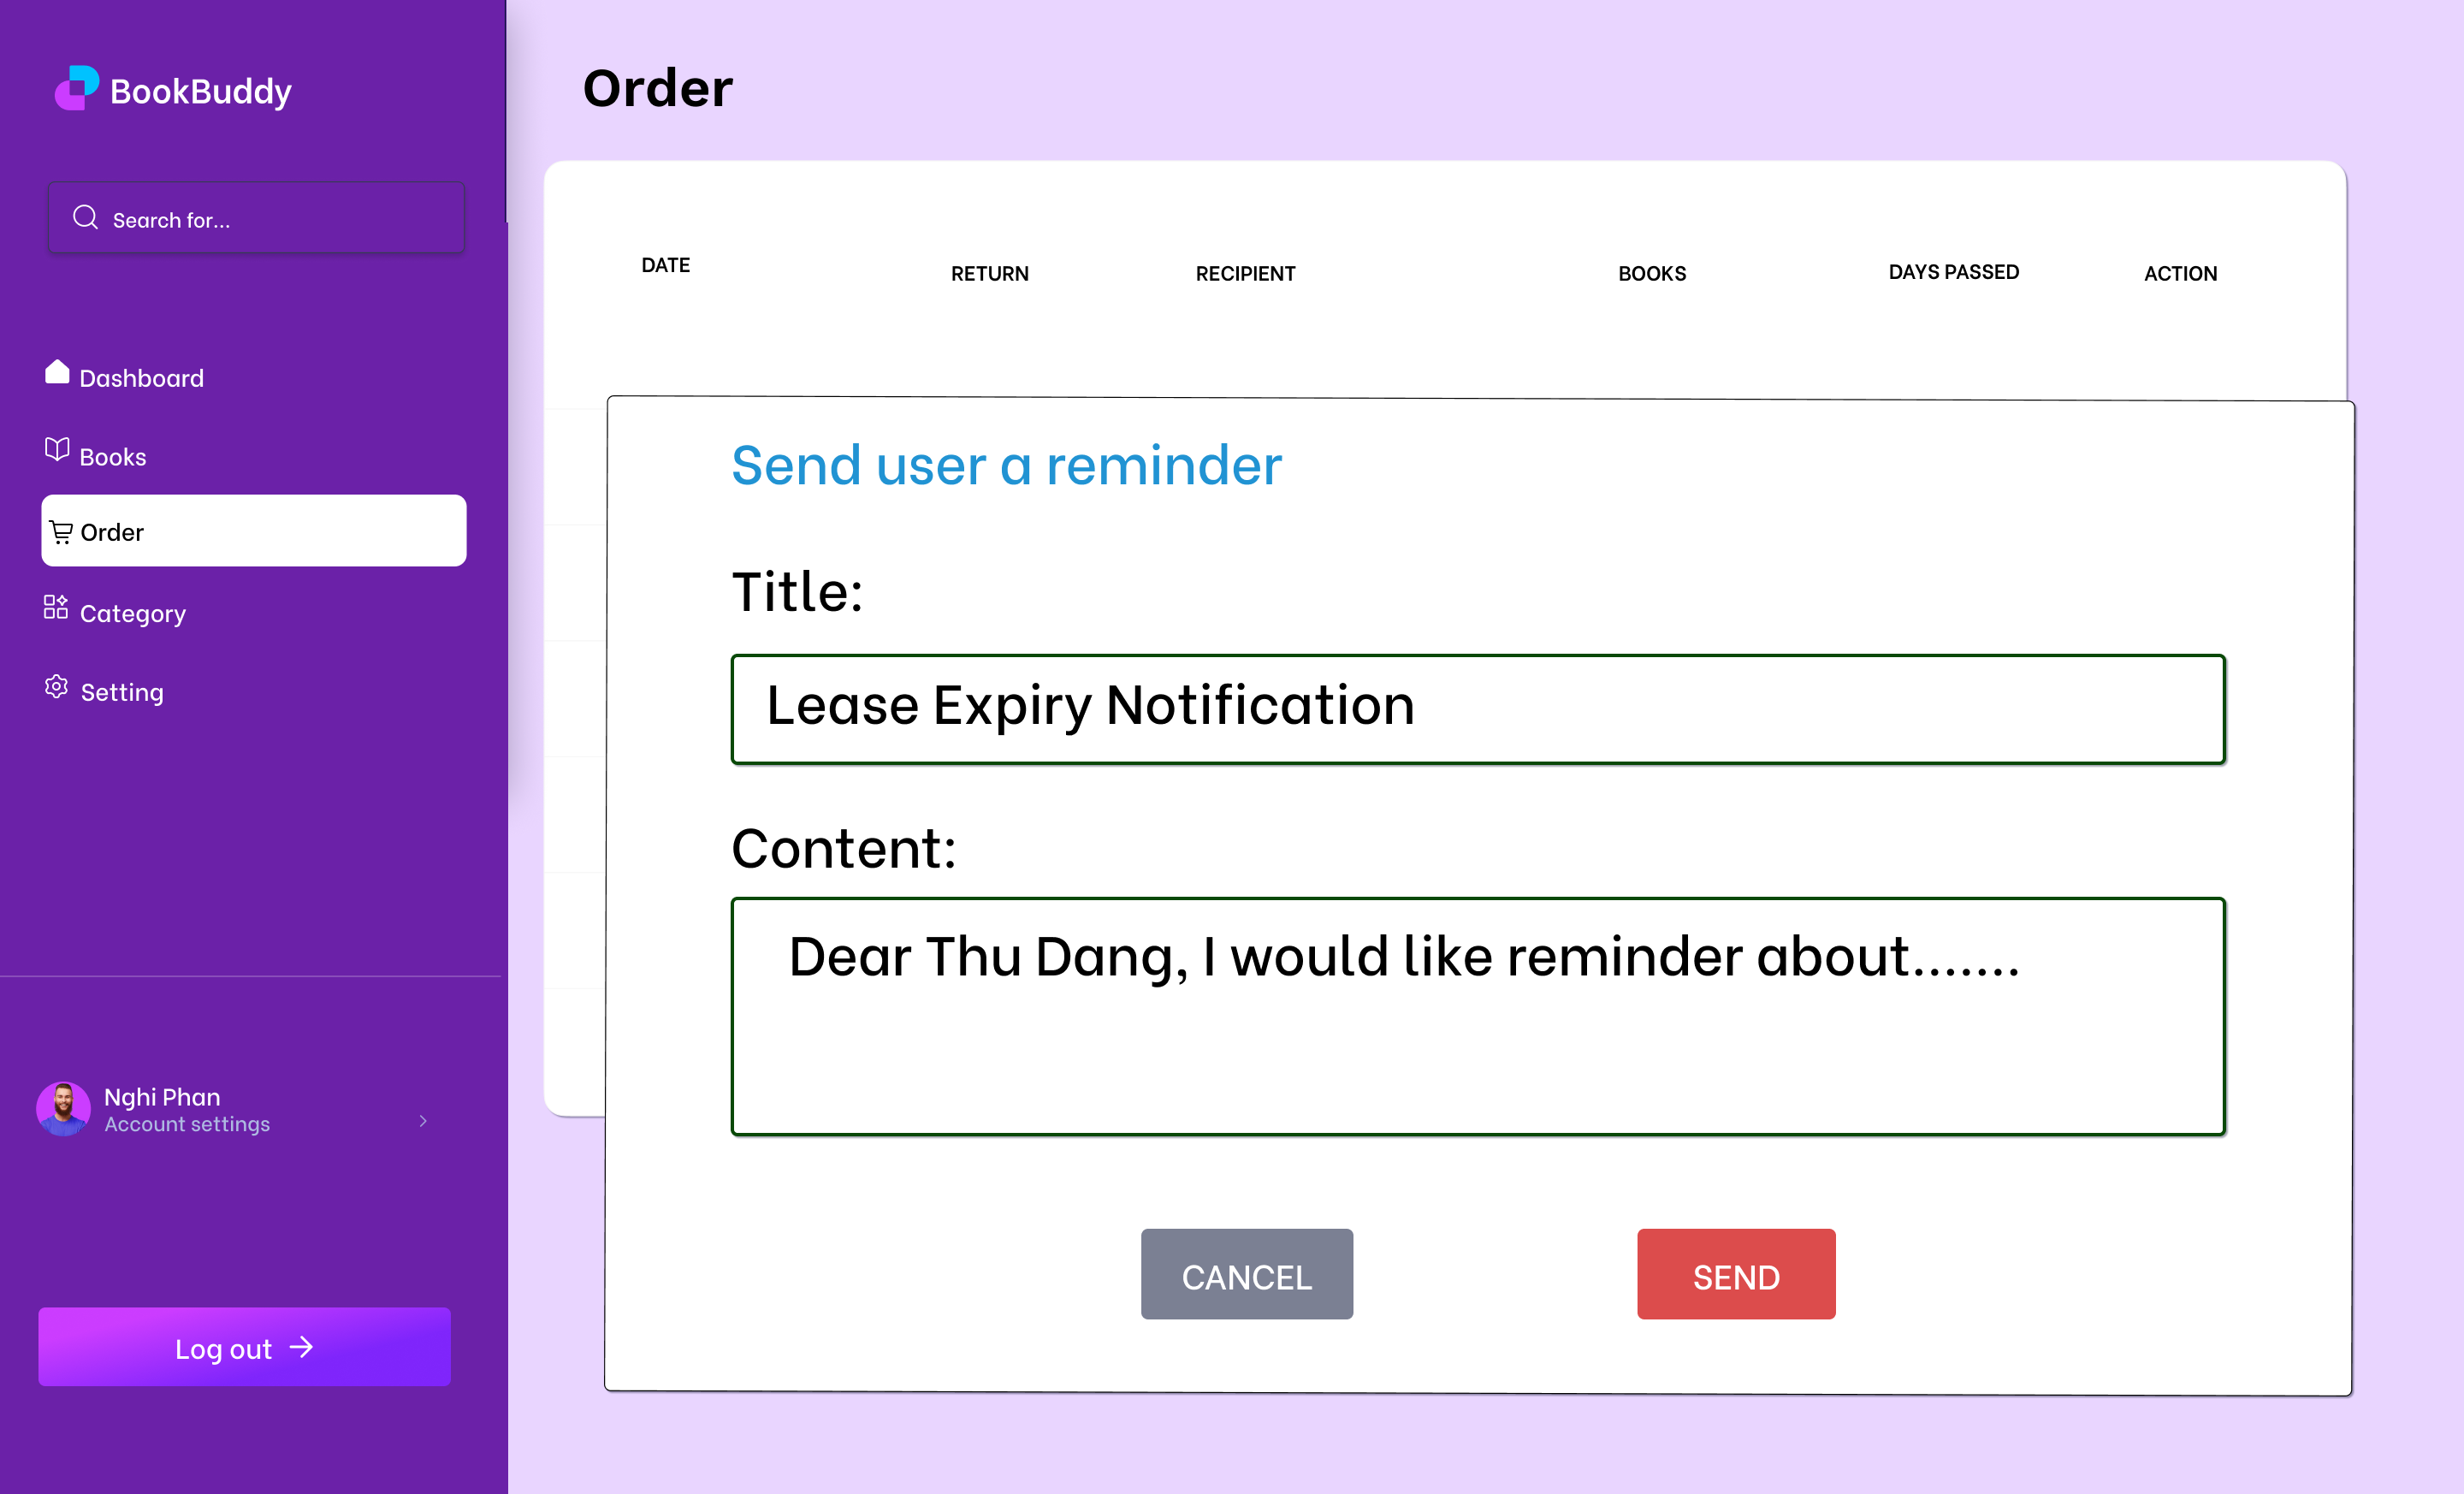 BookBuddy
Search for...
Dashboard
Books
Order
Category
Setting
Nghi Phan
Account settings
Log out
Order
DATE RETURN RECIPIENT BOOKS DAYS PASSED ACTION
Send user a reminder
Title:
Lease Expiry Notification
Content:
Dear Thu Dang, I would like reminder about.......
CANCEL SEND